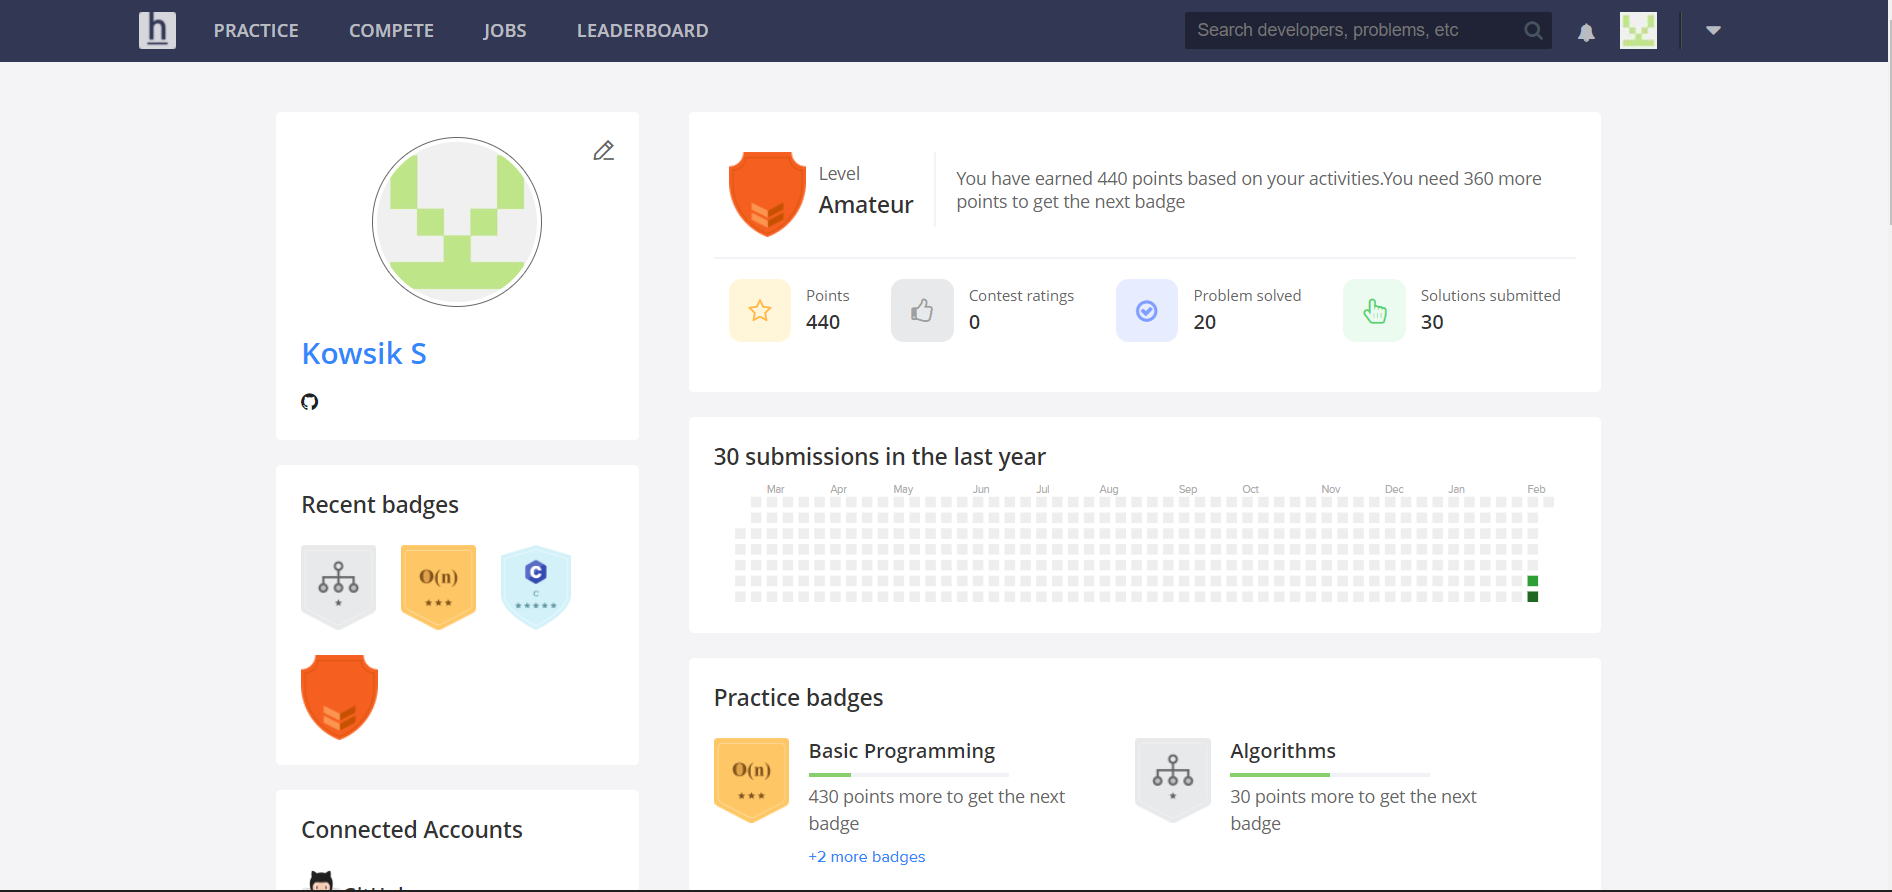 h PRACTICE COMPETE JOBS LEADERBOARD Search developers, problems, etc
Kowsik S
Level
Amateur
You have earned 440 points based on your activities.You need 360 more
points to get the next badge
Points
440
Contest ratings
0
Problem solved
20
Solutions submitted
30
30 submissions in the last year
Mar Apr May Jun Jul Aug Sep Oct Nov Dec Jan Feb
Recent badges
O(n)
C
C
Practice badges
O(n)
Basic Programming
430 points more to get the next
badge
+2 more badges
Algorithms
30 points more to get the next
badge
Connected Accounts
GitHub